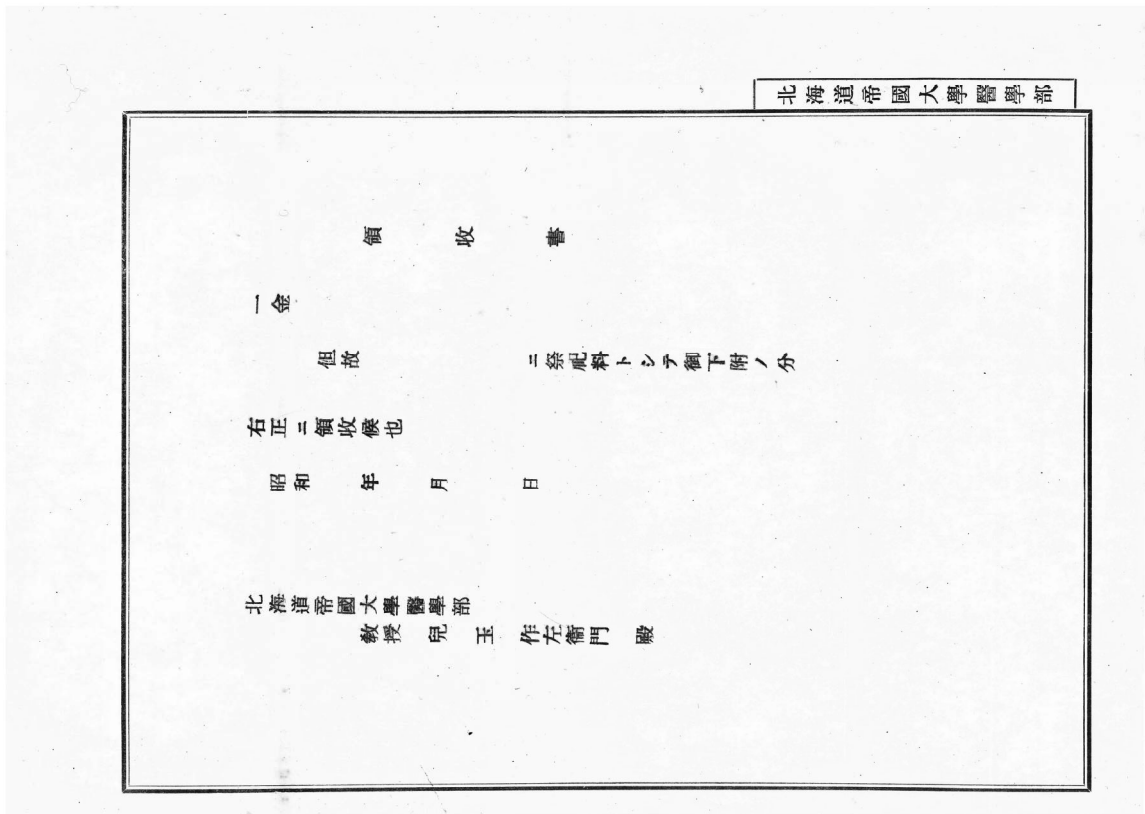 北海道帝國大學醫學部
領收書
一金
但故　　　ニ祭祀料トシテ御下附ノ分
右正ニ領收候也
昭和　年　月　日
北海道帝國大學醫學部
教授兒玉作左衞門殿